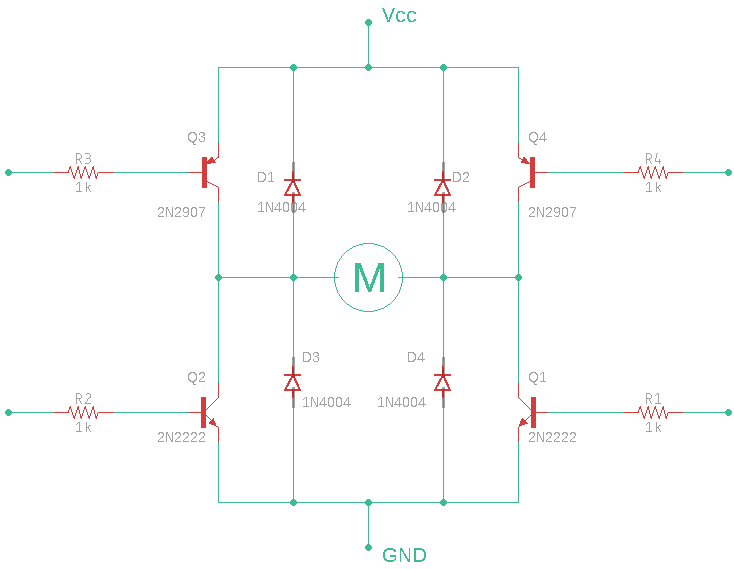 Vcc
Q3
Q4
R3
1k
R4
1k
D1
D2
1N4004
1N4004
2N2907
2N2907
M
D3
D4
1N4004
1N4004
Q2
Q1
R2
1k
R1
1k
2N2222
2N2222
GND